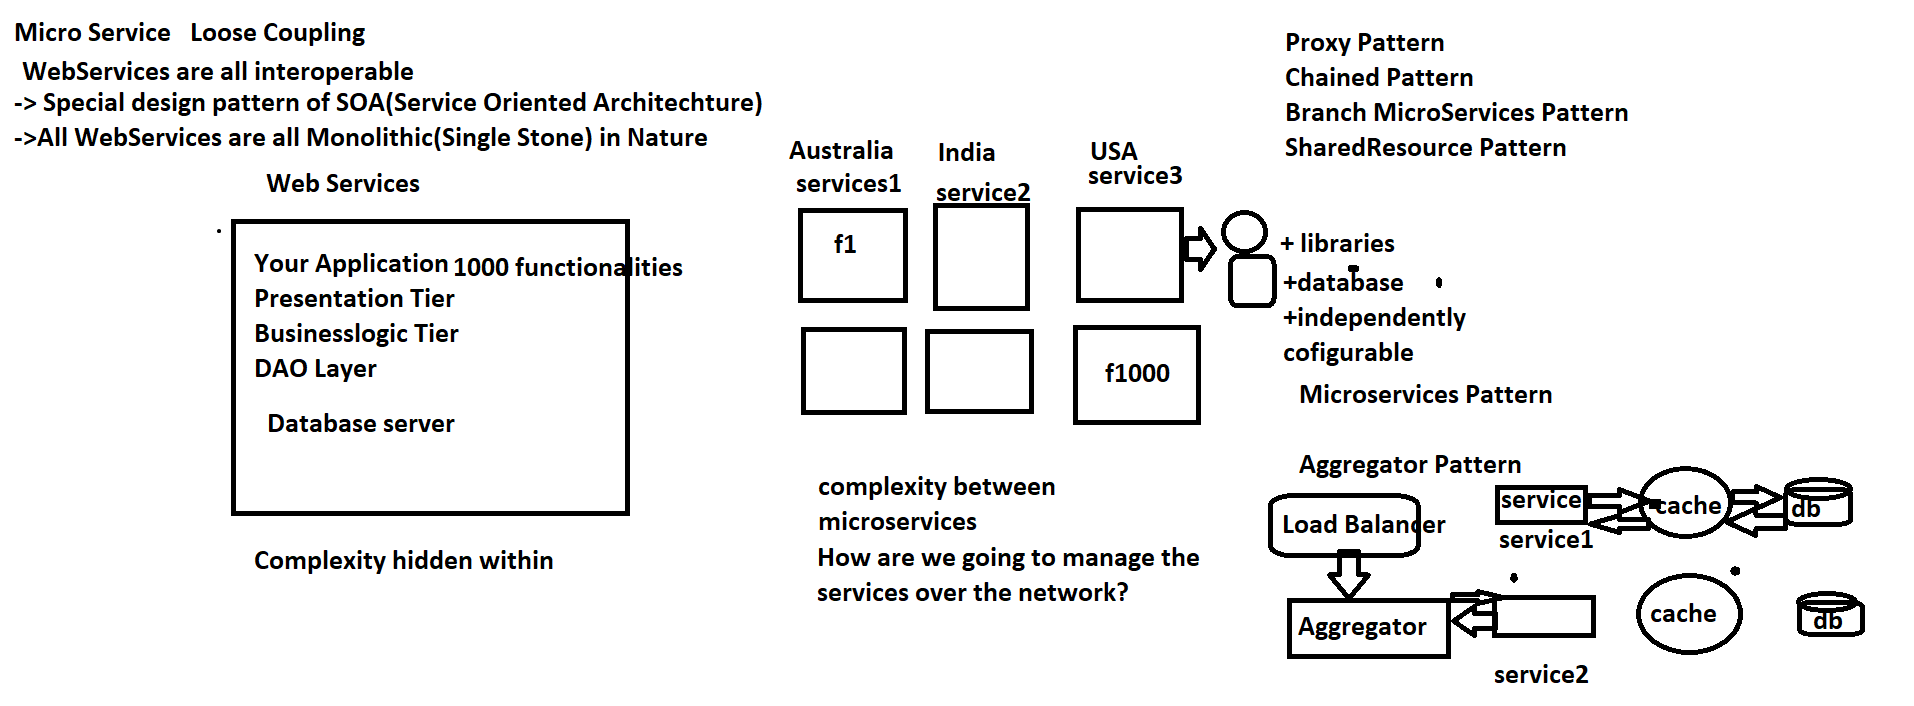 Micro Service   Loose Coupling
WebServices are all interoperable
-> Special design pattern of SOA(Service Oriented Architechture)
->All WebServices are all Monolithic(Single Stone) in Nature
Web Services
Your Application 1000 functionalities
Presentation Tier
Businesslogic Tier
DAO Layer
Database server
Complexity hidden within
Australia
services1
India
service2
USA
service3
f1
f1000
complexity between
microservices
How are we going to manage the
services over the network?
Proxy Pattern
Chained Pattern
Branch MicroServices Pattern
SharedResource Pattern
+ libraries
+database
+independently
cofigurable
Microservices Pattern
Aggregator Pattern
Load Balancer
Aggregator
service
cache
db
service1
cache
db
service2